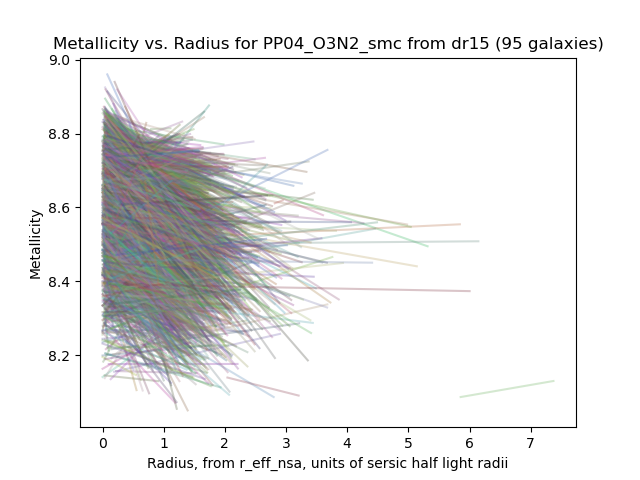 Metallicity vs. Radius for PP04_O3N2_smc from dr15 (95 galaxies)
9.0
8.8
8.6
8.4
8.2
Metallicity
0 1 2 3 4 5 6 7
Radius, from r_eff_nsa, units of sersic half light radii